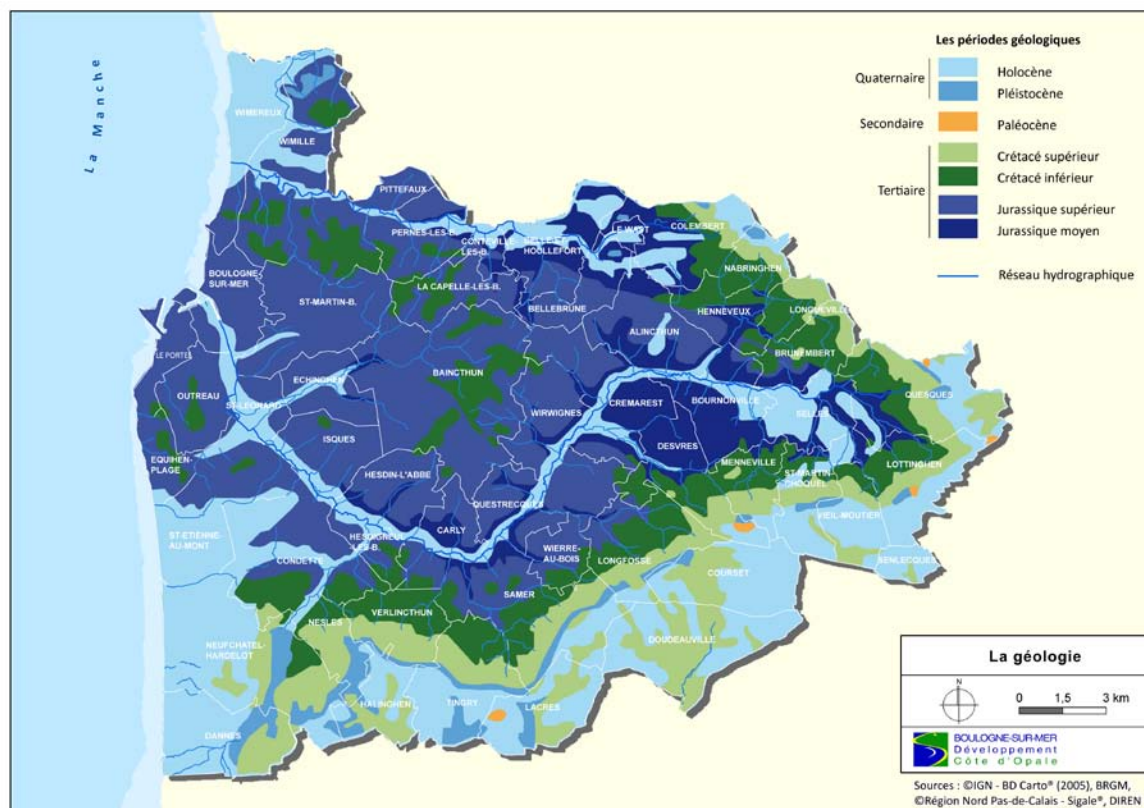 La Manche
Les périodes géologiques
Quaternaire
Holocène
Pléistocène
Secondaire
Paléocène
Tertiaire
Crétacé supérieur
Crétacé inférieur
Jurassique supérieur
Jurassique moyen
Réseau hydrographique
WIMEREUX
WIMILLE
PITTEFAUX
PERNES-LES-B.
CONTEVILLE
LES-B.
HOULLEFORT
LE WAST
COLEMBERT
NABRINGHEN
BOULOGNE-
SUR-MER
ST-MARTIN-B.
LA CAPELLE-LES-B.
BELLEBRUNE
HENNEVEUX
LONGUEVILLE
ALINCTHUN
BRUNEMBERT
LE PORTEL
OUTREAU
ECHINGHEN
BAINCTHUN
ST-LEONARD
WIRWIGNES
CREMAREST
BOURNONVILLE
SELLES
QUESQUES
ISQUES
DESVRES
EQUIHEN-
PLAGE
HESDIN-L'ABBE
MENNEVILLE
ST-MARTIN-
CHOQUEL
LOTTINGHEN
QUESTRECQUES
VIEIL-MOUTIER
ST-ETIENNE-
AU-MONT
CARLY
HESDIGNEUL-
LES-B.
WIERRE-
AU-BOIS
CONDETTE
LONGFOSSE
SENLECQUES
COURSET
SAMER
VERLINCTHUN
NESLES
DOUDEAUVILLE
NEUFCHATEL-
HARDELOT
HALINGHEN
TINGRY
LACRES
DANNES
La géologie
N
0 1,5 3 km
BOULOGNE-SUR-MER
Développement
Côte d'Opale
Sources : ©IGN - BD Carto® (2005), BRGM,
©Région Nord Pas-de-Calais - Sigale®, DIREN